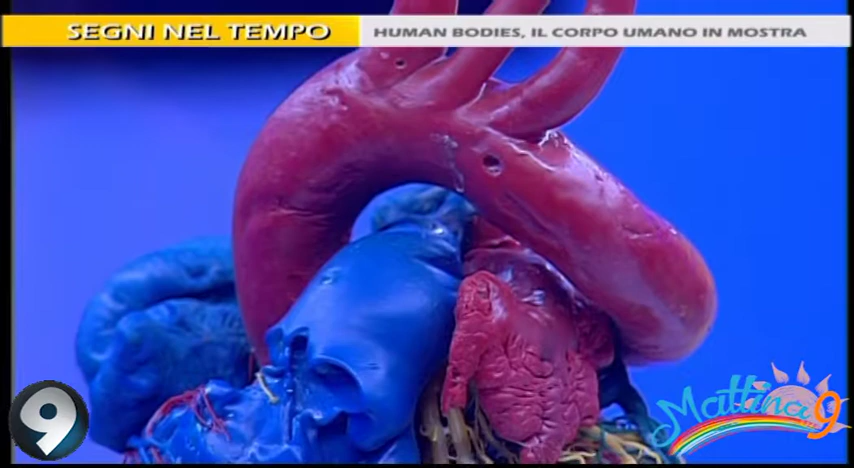 SEGNI NEL TEMPO
HUMAN BODIES, IL CORPO UMANO IN MOSTRA
9
Mattina9